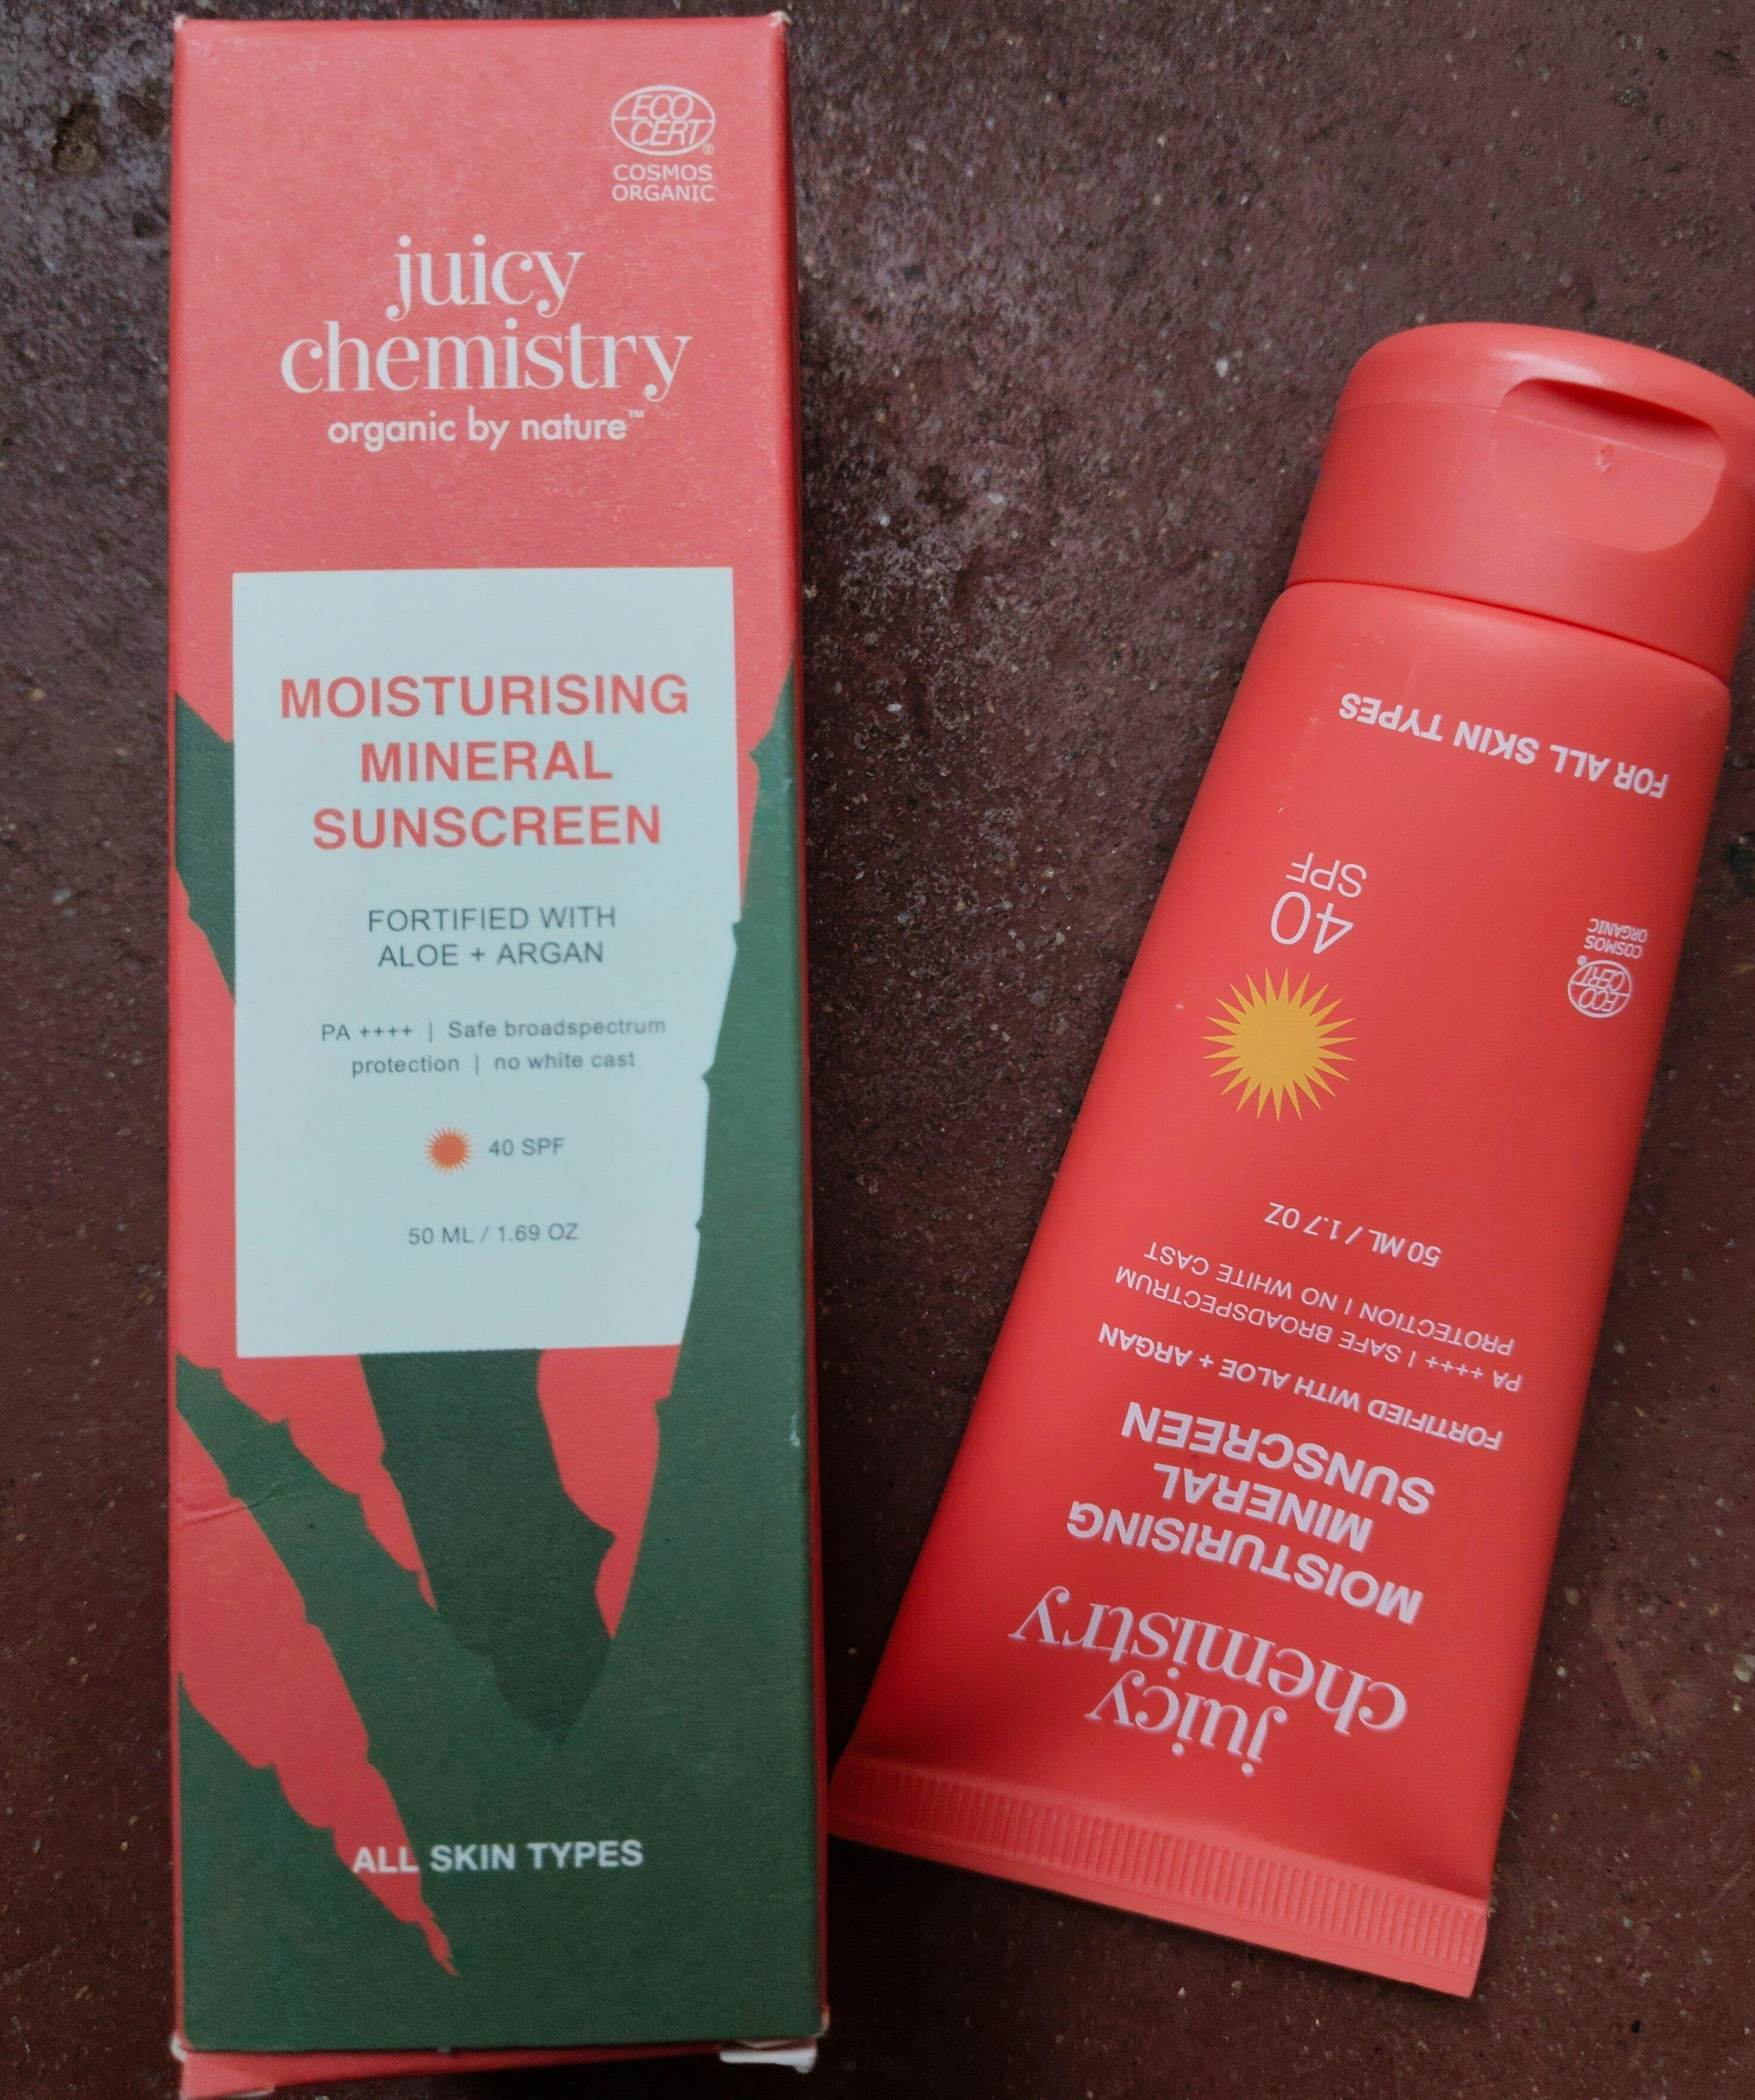 ECO
CERT®
COSMOS
ORGANIC
juicy
chemistry
organic by nature™
MOISTURISING
MINERAL
SUNSCREEN
FORTIFIED WITH
ALOE + ARGAN
PA ++++ | Safe broadspectrum
protection | no white cast
40 SPF
50 ML / 1.69 OZ
ALL SKIN TYPES
juicy
chemistry
MOISTURISING
MINERAL
SUNSCREEN
FORTIFIED WITH ALOE + ARGAN
PA ++++ | SAFE BROADSPECTRUM
PROTECTION | NO WHITE CAST
50 ML / 1.7 OZ
40
SPF
ECO
CERT®
COSMOS
ORGANIC
FOR ALL SKIN TYPES